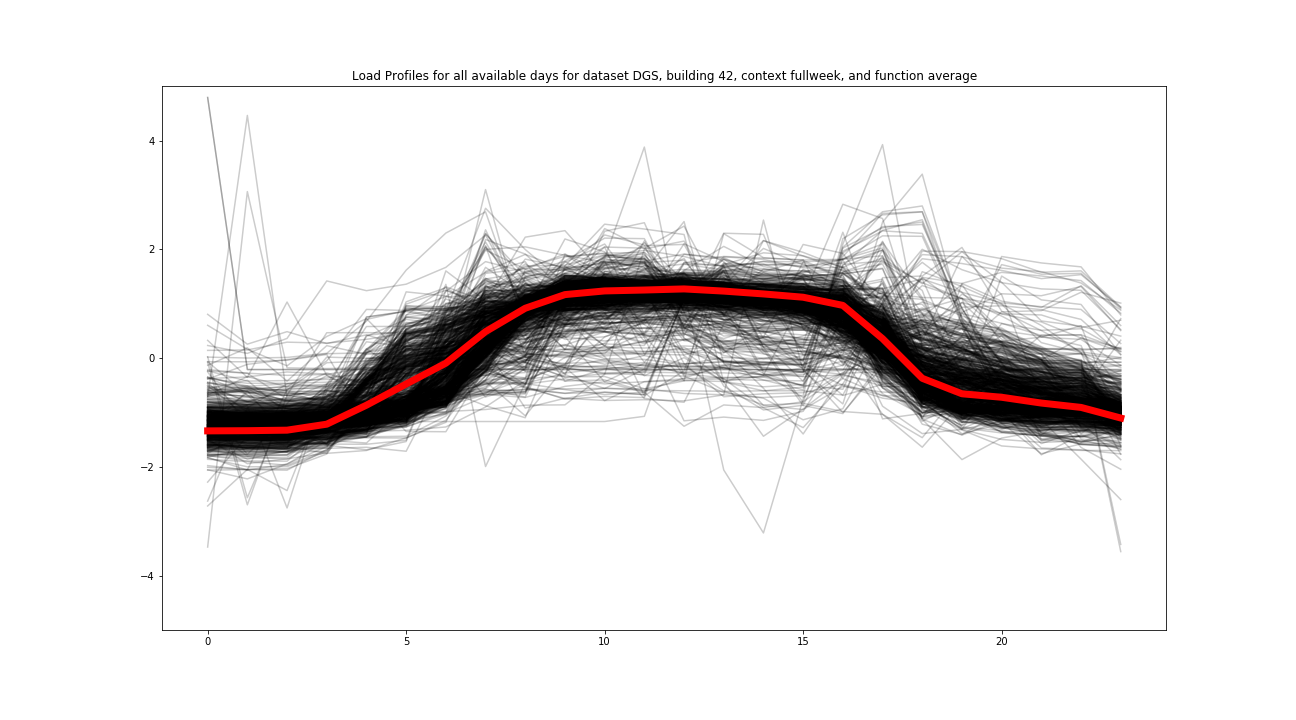 Load Profiles for all available days for dataset DGS, building 42, context fullweek, and function average
4
2
0
−2
−4
0 5 10 15 20